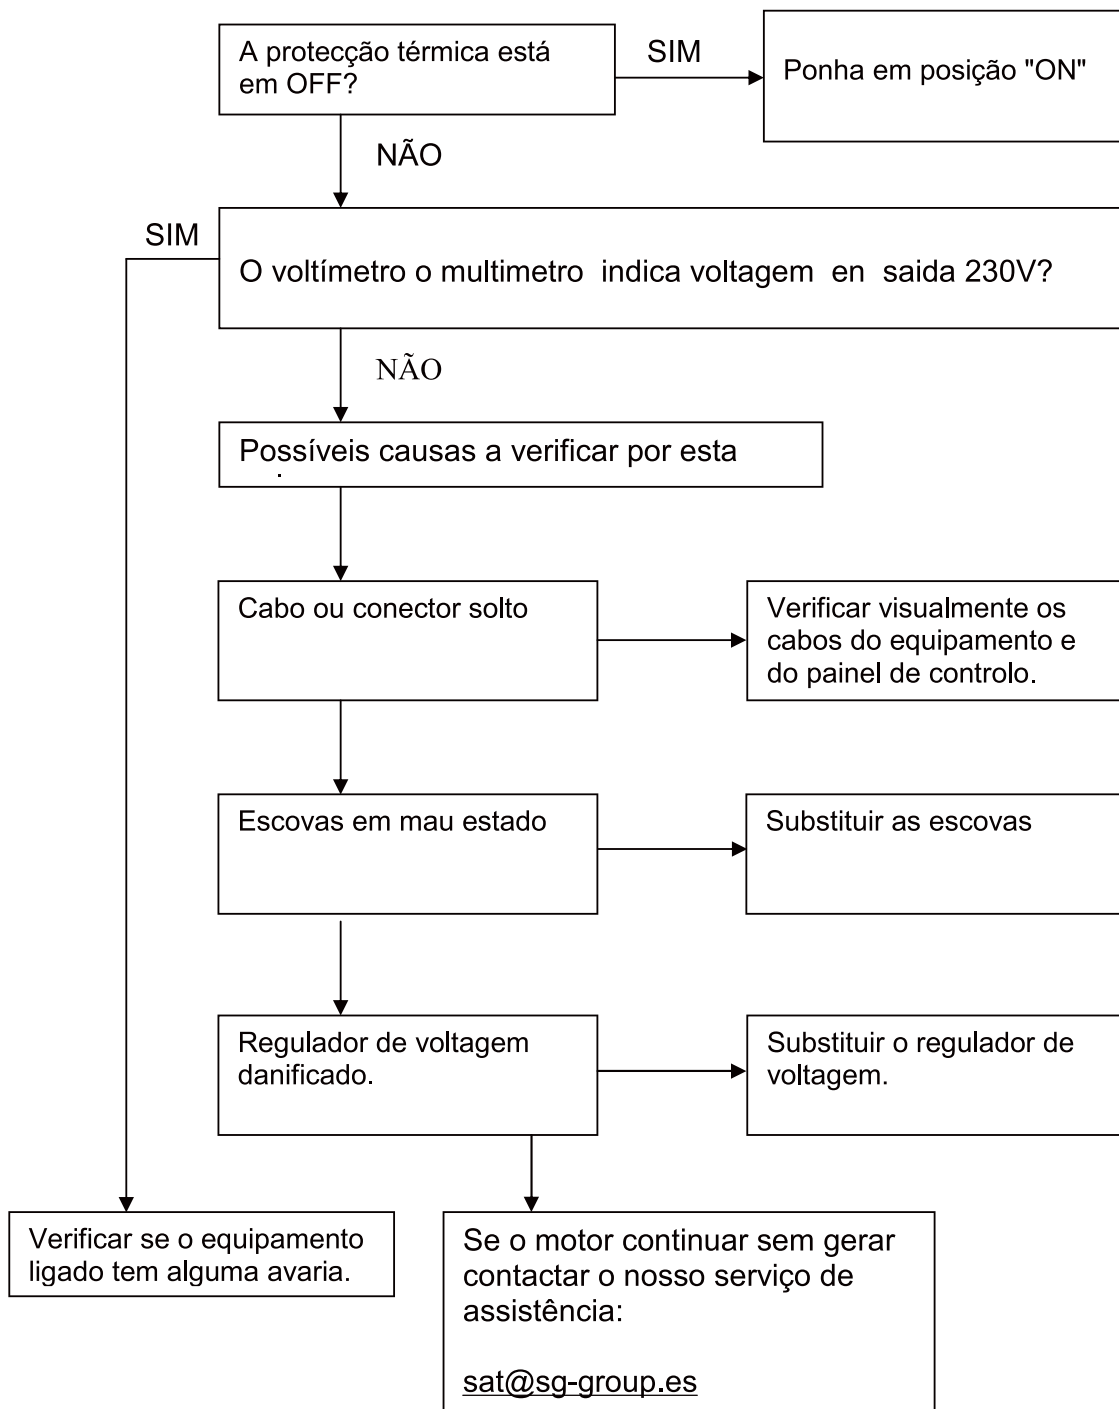 A protecção térmica está
em OFF?
SIM
Ponha em posição "ON"
NÃO
SIM
O voltímetro o multimetro indica voltagem en saida 230V?
NÃO
Possíveis causas a verificar por esta
Cabo ou conector solto
Verificar visualmente os
cabos do equipamento e
do painel de controlo.
Escovas em mau estado
Substituir as escovas
Regulador de voltagem
danificado.
Substituir o regulador de
voltagem.
Verificar se o equipamento
ligado tem alguma avaria.
Se o motor continuar sem gerar
contactar o nosso serviço de
assistência:
sat@sg-group.es